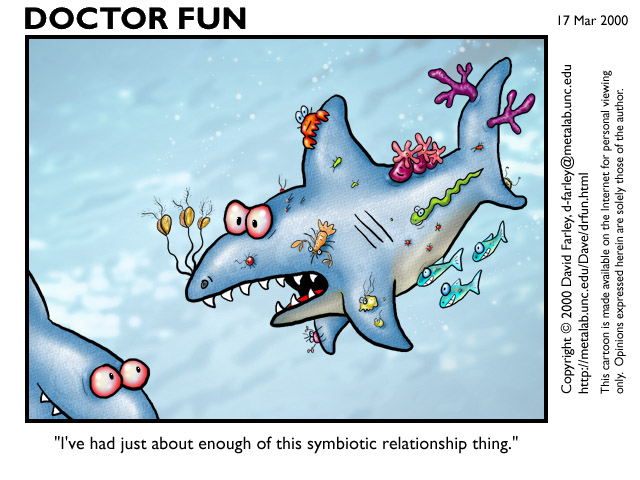 DOCTOR FUN
17 Mar 2000
Copyright © 2000 David Farley, d-farley@metalab.unc.edu
http://metalab.unc.edu/Dave/drfun.html
This cartoon is made available on the Internet for personal viewing
only. Opinions expressed herein are solely those of the author.
"I've had just about enough of this symbiotic relationship thing."